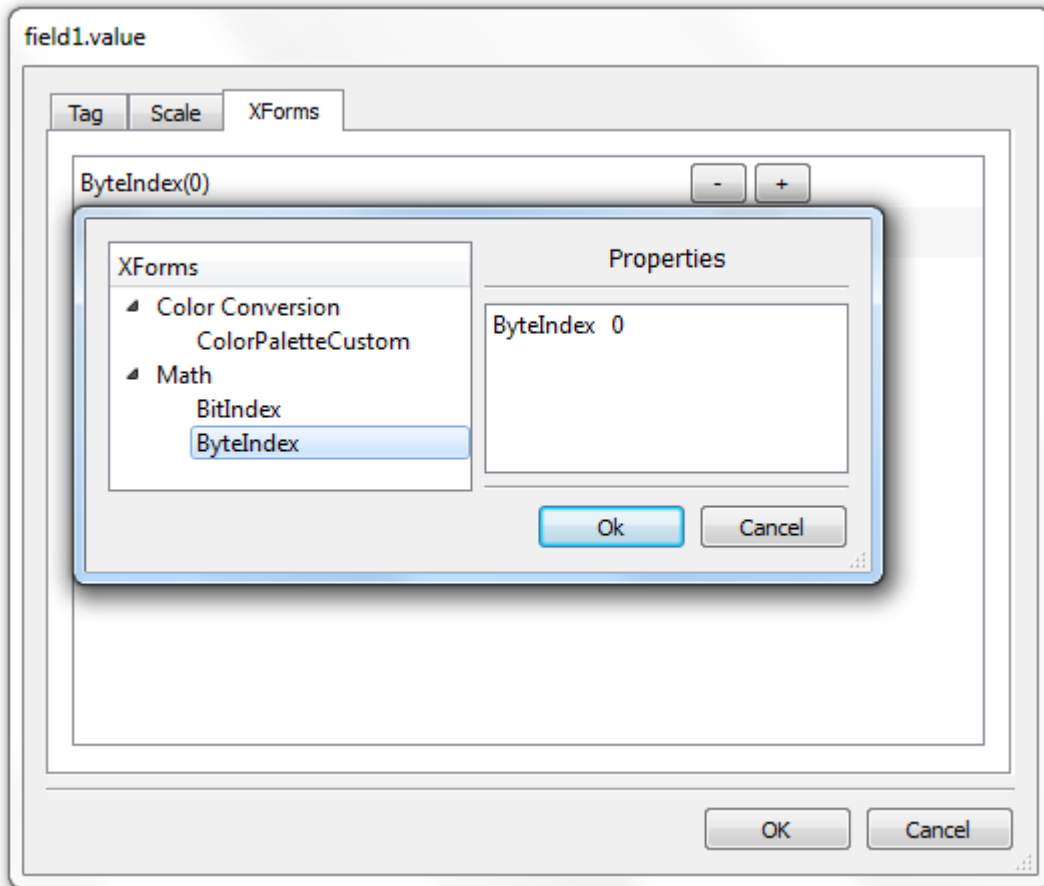 field1.value
Tag Scale XForms
ByteIndex(0) - +
XForms
Color Conversion
ColorPaletteCustom
Math
BitIndex
ByteIndex
Properties
ByteIndex 0
Ok Cancel
OK Cancel